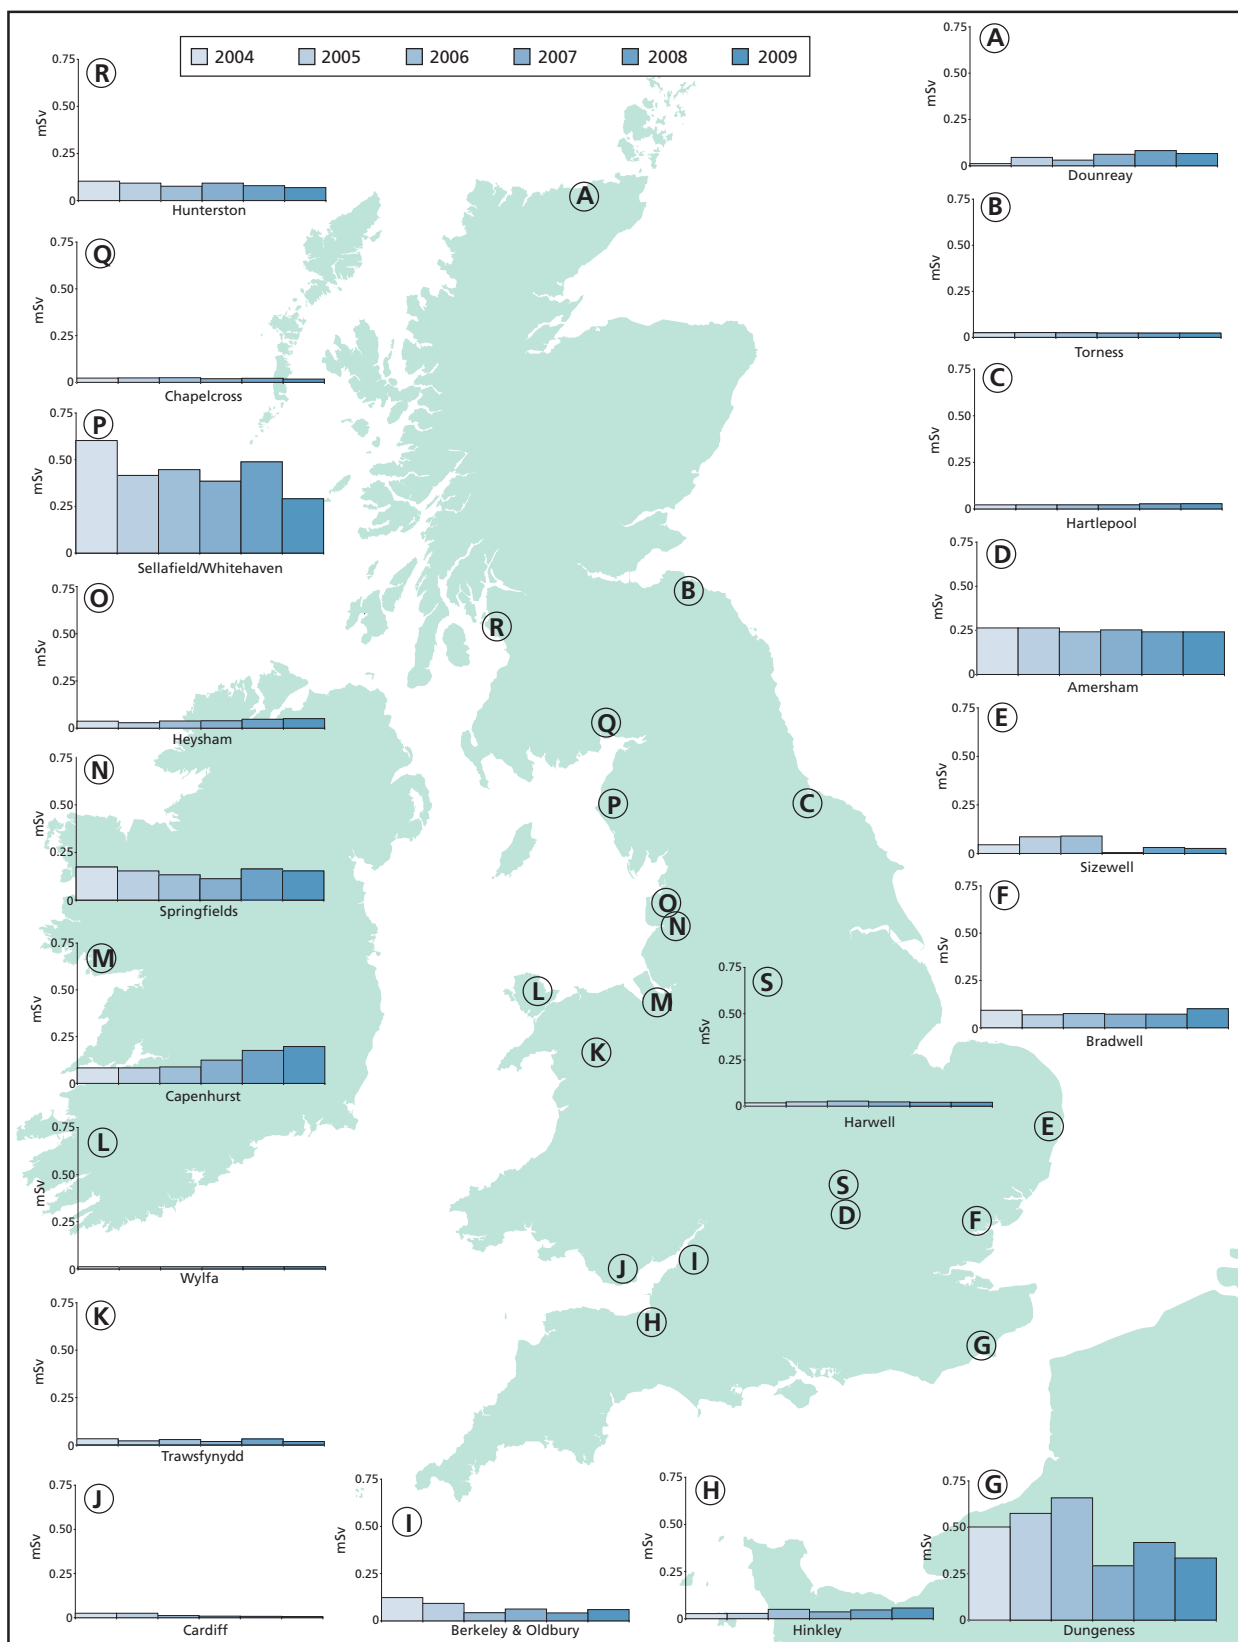 2004 2005 2006 2007 2008 2009
R
0.75
0.50
0.25
0
mSv
Hunterston
Q
0.75
0.50
0.25
0
mSv
Chapelcross
P
0.75
0.50
0.25
0
mSv
Sellafield/Whitehaven
O
0.75
0.50
0.25
0
mSv
Heysham
N
0.75
0.50
0.25
0
mSv
Springfields
M
0.75
0.50
0.25
0
mSv
Capenhurst
L
0.75
0.50
0.25
0
mSv
Wylfa
K
0.75
0.50
0.25
0
mSv
Trawsfynydd
J
0.75
0.50
0.25
0
mSv
Cardiff
I
0.75
0.50
0.25
0
mSv
Berkeley & Oldbury
H
0.75
0.50
0.25
0
mSv
Hinkley
G
0.75
0.50
0.25
0
mSv
Dungeness
A
0.75
0.50
0.25
0
mSv
Dounreay
B
0.75
0.50
0.25
0
mSv
Torness
C
0.75
0.50
0.25
0
mSv
Hartlepool
D
0.75
0.50
0.25
0
mSv
Amersham
E
0.75
0.50
0.25
0
mSv
Sizewell
F
0.75
0.50
0.25
0
mSv
Bradwell
S
0.75
0.50
0.25
0
mSv
Harwell
A
B
R
Q
P
C
O
N
L
M
K
E
S
D
F
I
J
H
G